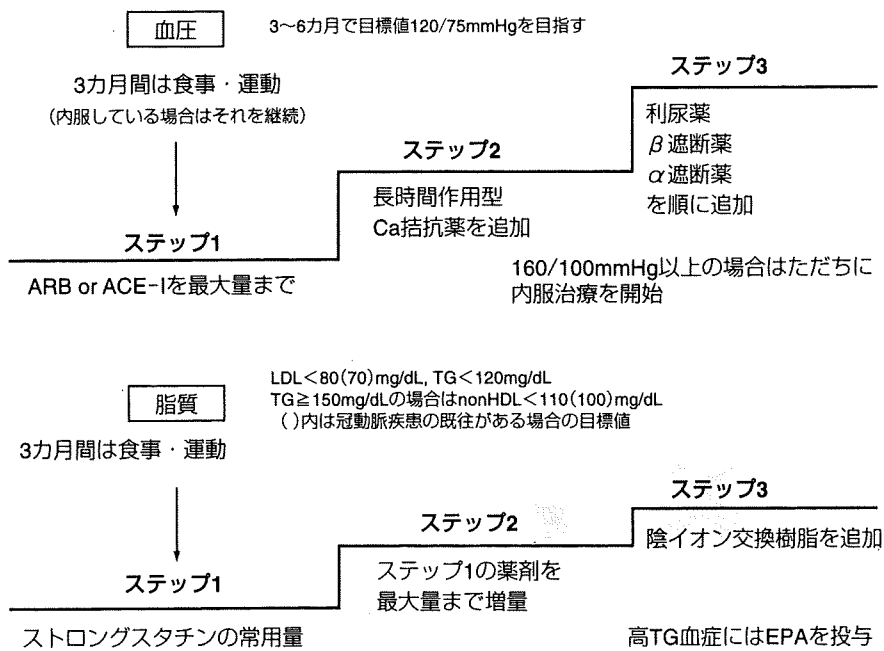 血圧
3〜6カ月で目標値120/75mmHgを目指す
3カ月間は食事・運動
(内服している場合はそれを継続)
ステップ1
ARB or ACE-Iを最大量まで
ステップ2
長時間作用型
Ca拮抗薬を追加
ステップ3
利尿薬
β遮断薬
α遮断薬
を順に追加
160/100mmHg以上の場合はただちに
内服治療を開始
脂質
LDL<80(70)mg/dL, TG<120mg/dL
TG≧150mg/dLの場合はnonHDL<110(100)mg/dL
( )内は冠動脈疾患の既往がある場合の目標値
3カ月間は食事・運動
ステップ1
ストロングスタチンの常用量
ステップ2
ステップ1の薬剤を
最大量まで増量
ステップ3
陰イオン交換樹脂を追加
高TG血症にはEPAを投与